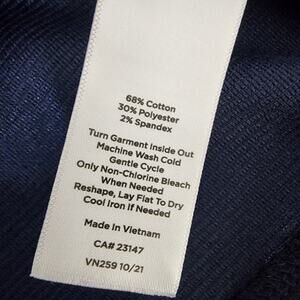 68% Cotton
30% Polyester
2% Spandex
Turn Garment Inside Out
Machine Wash Cold
Gentle Cycle
Only Non-Chlorine Bleach
When Needed
Reshape, Lay Flat To Dry
Cool Iron If Needed
Made In Vietnam
CA# 23147
VN259 10/21